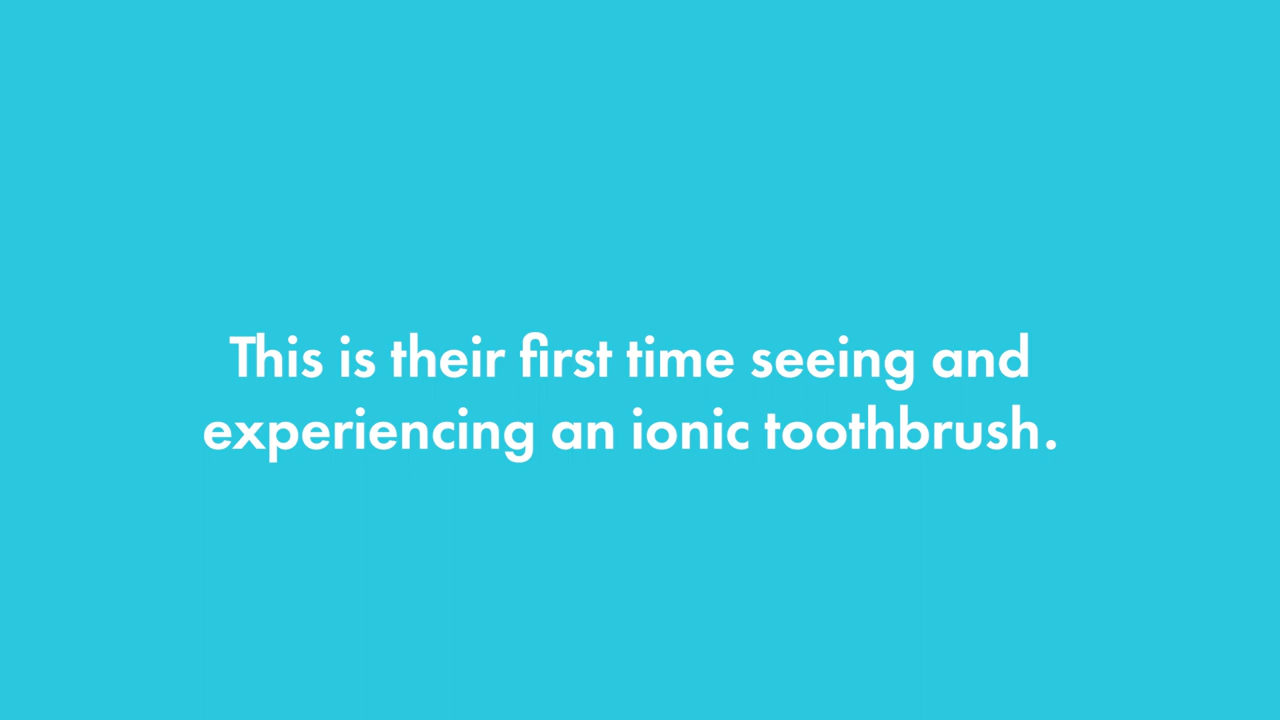 This is their first time seeing and
experiencing an ionic toothbrush.